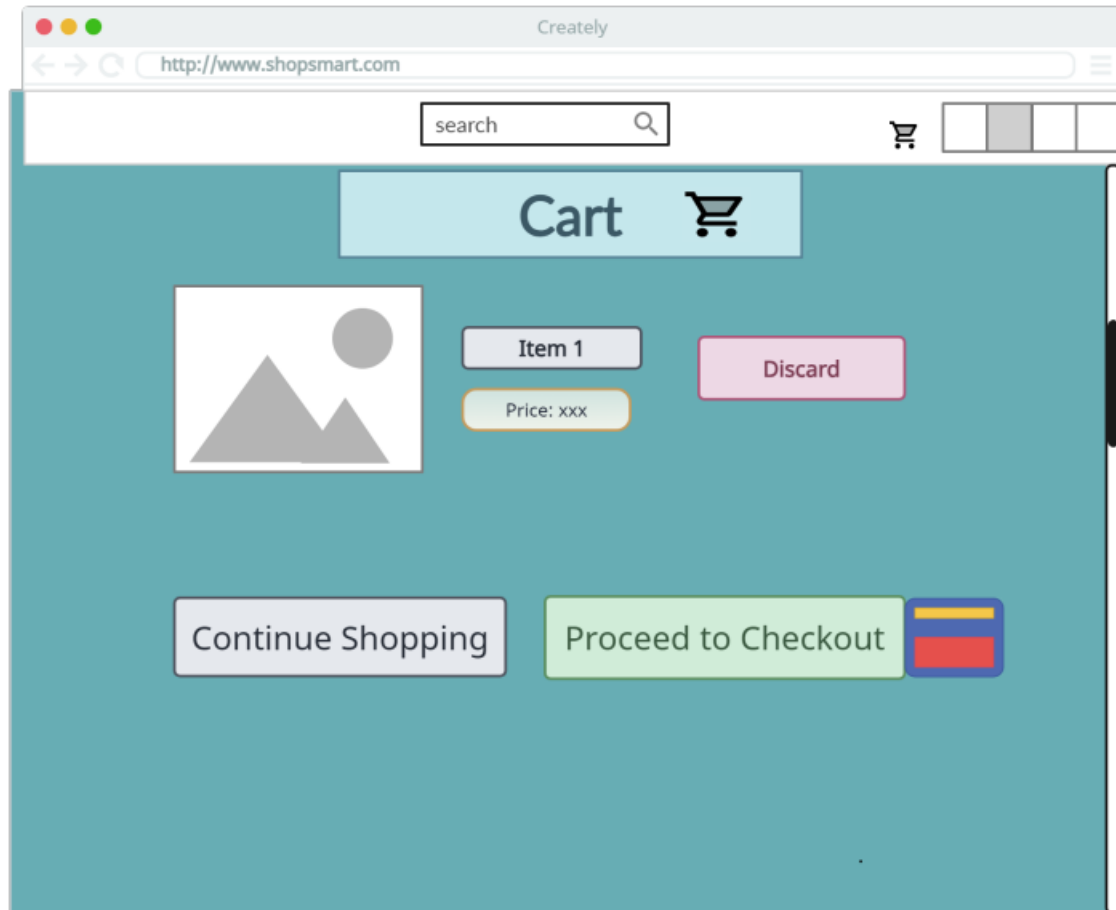 Creately
http://www.shopsmart.com
search
Cart
Item 1
Discard
Price: xxx
Continue Shopping
Proceed to Checkout